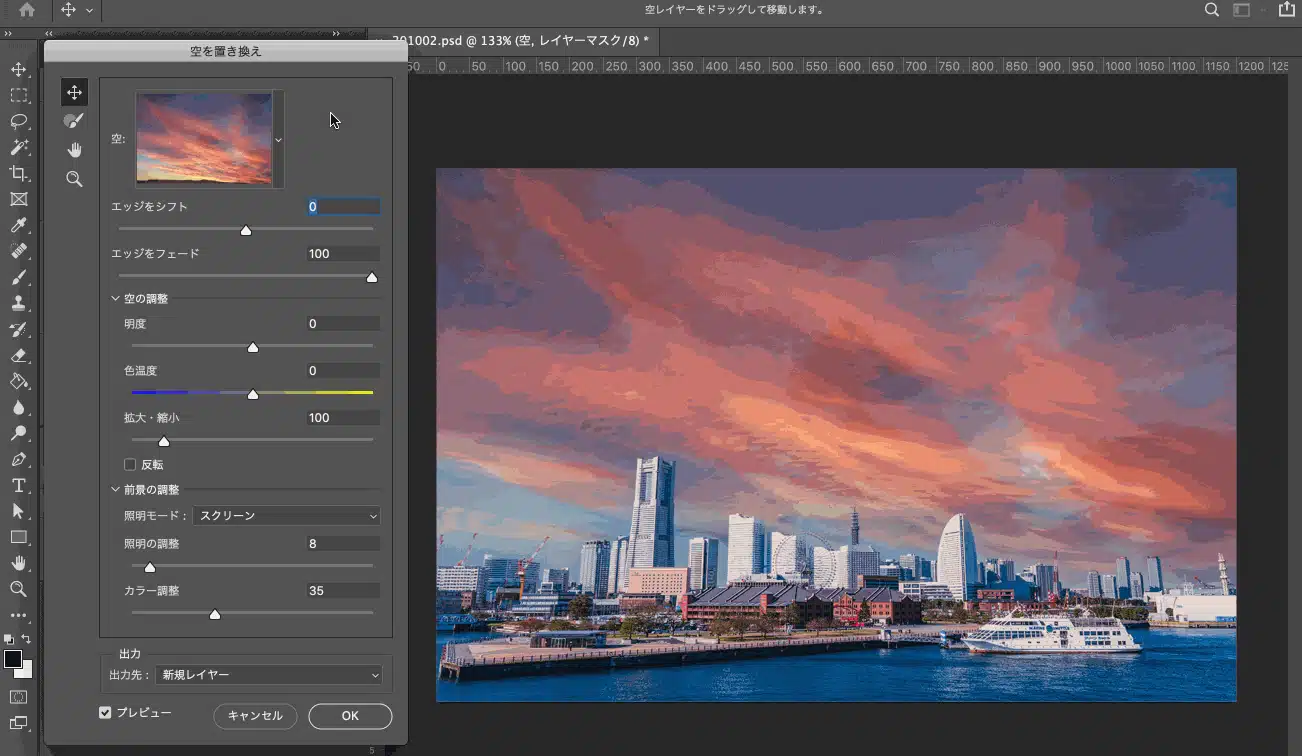 空レイヤーをドラッグして移動します。
201002.psd @ 133% (空, レイヤーマスク/8) *
空を置き換え
50 0 50 100 150 200 250 300 350 400 450 500 550 600 650 700 750 800 850 900 950 1000 1050 1100 1150 1200 125
空:
エッジをシフト 0
エッジをフェード 100
空の調整
明度 0
色温度 0
拡大・縮小 100
反転
前景の調整
照明モード : スクリーン
照明の調整 8
カラー調整 35
出力
出力先 : 新規レイヤー
プレビュー キャンセル OK
5